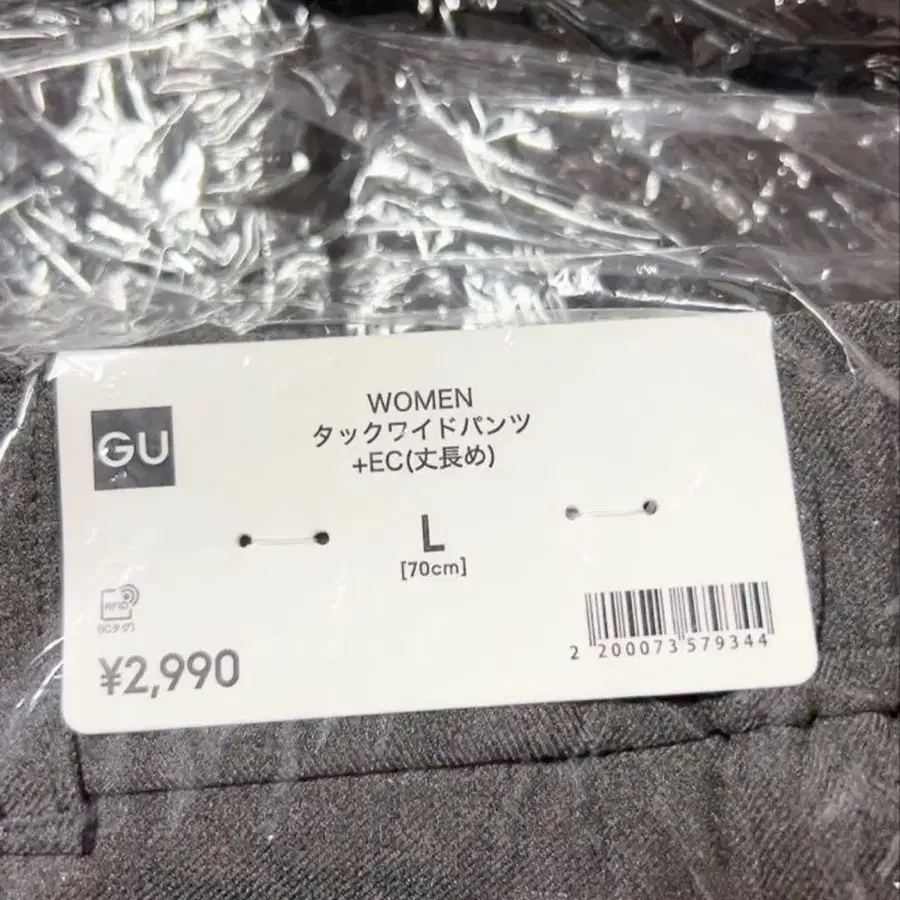 WOMEN
タックワイドパンツ
+EC(丈長め)
GU
L
[70cm]
RFID
(ICタグ)
¥2,990
2 200073 579344